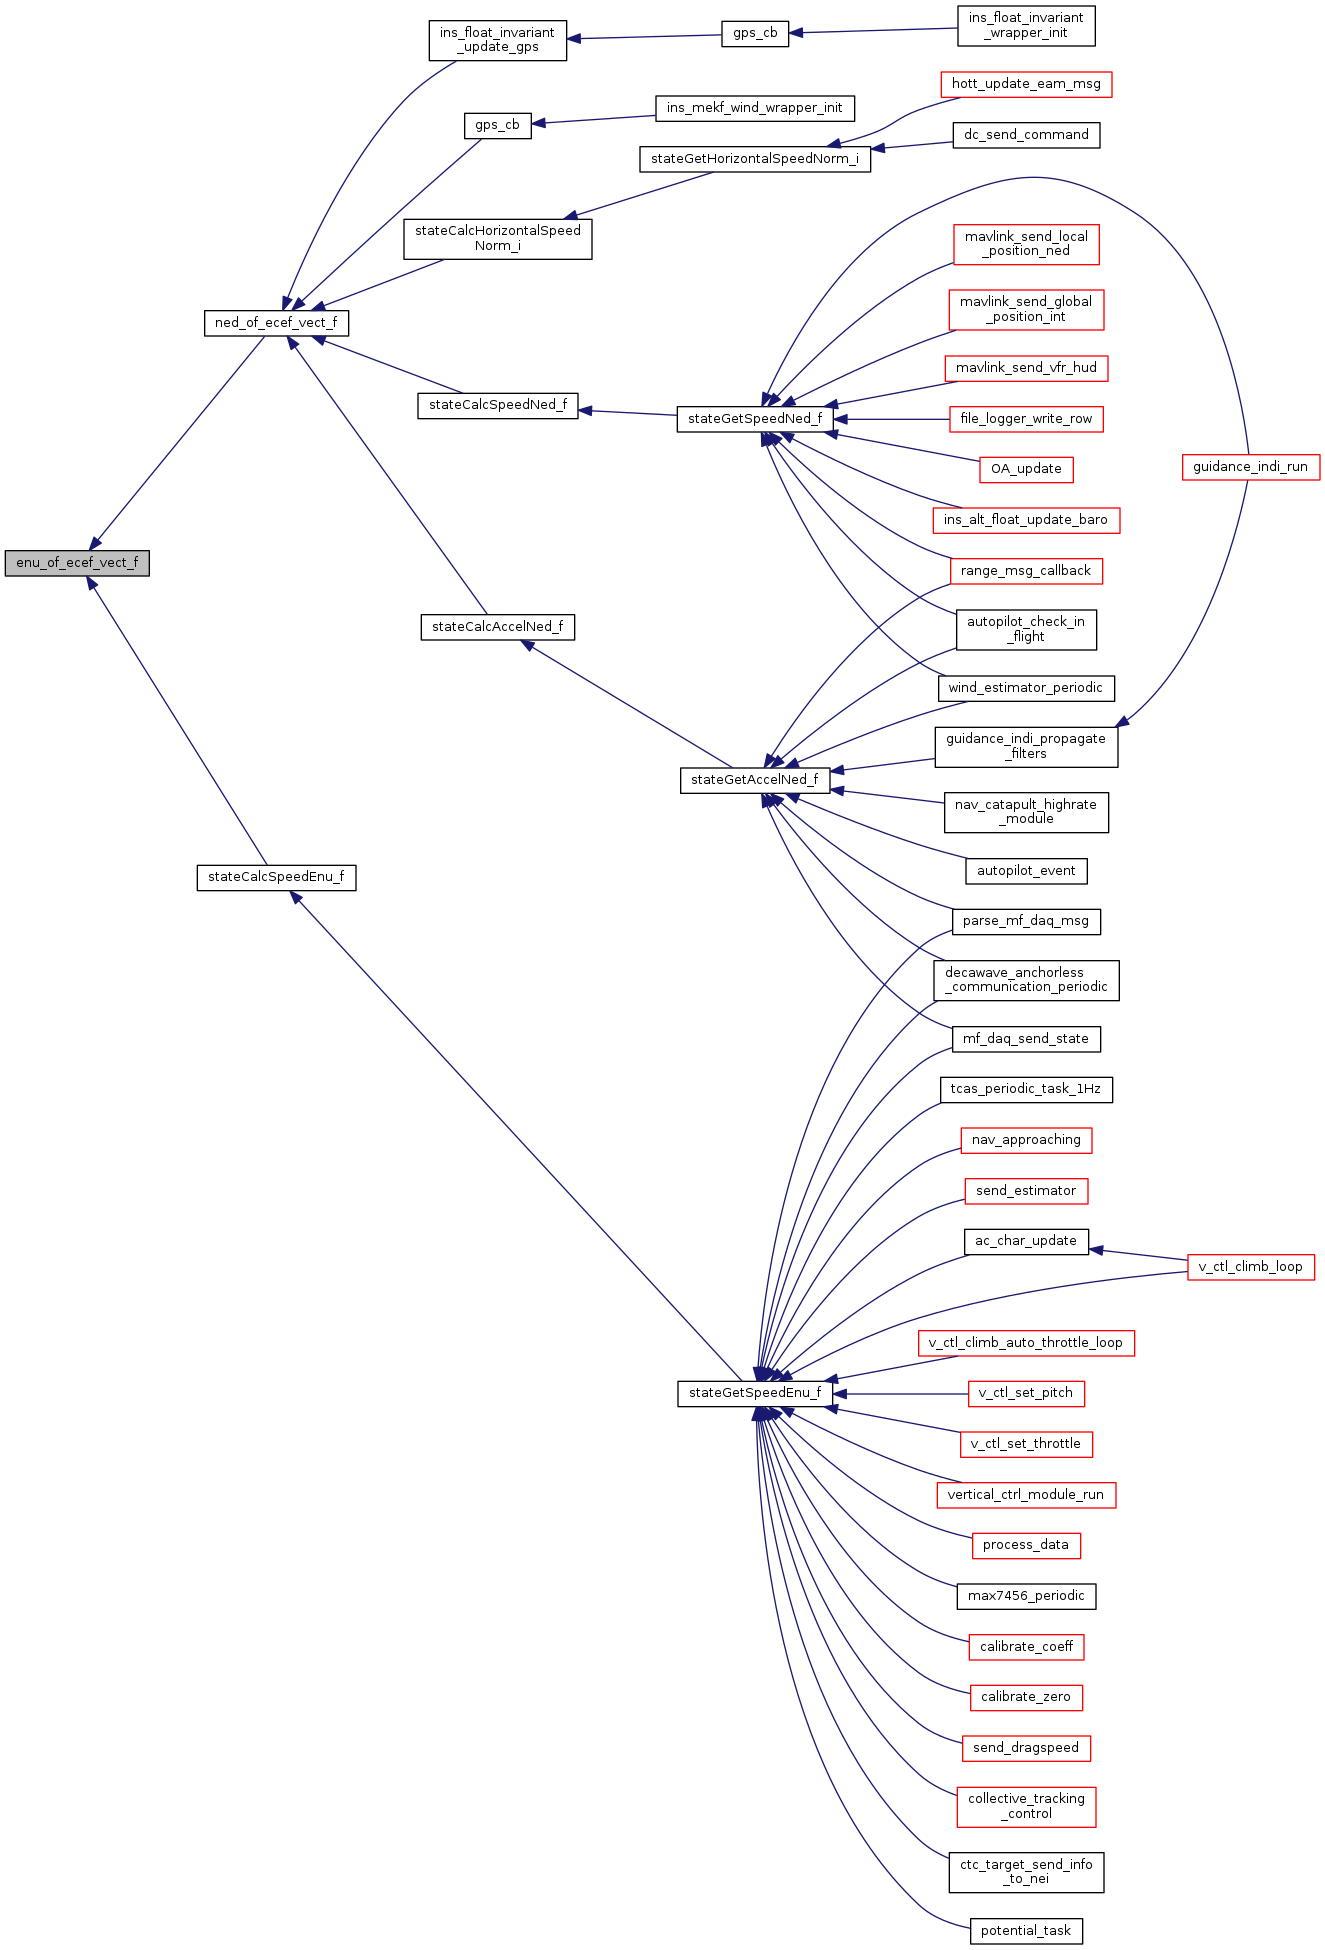 ins_float_invariant
_update_gps
gps_cb
ins_float_invariant
_wrapper_init
hott_update_eam_msg
gps_cb
ins_mekf_wind_wrapper_init
dc_send_command
stateGetHorizontalSpeedNorm_i
stateCalcHorizontalSpeed
Norm_i
mavlink_send_local
_position_ned
mavlink_send_global
_position_int
ned_of_ecef_vect_f
mavlink_send_vfr_hud
stateCalcSpeedNed_f
stateGetSpeedNed_f
file_logger_write_row
OA_update
guidance_indi_run
ins_alt_float_update_baro
enu_of_ecef_vect_f
range_msg_callback
stateCalcAccelNed_f
autopilot_check_in
_flight
wind_estimator_periodic
guidance_indi_propagate
_filters
stateGetAccelNed_f
nav_catapult_highrate
_module
autopilot_event
stateCalcSpeedEnu_f
parse_mf_daq_msg
decawave_anchorless
_communication_periodic
mf_daq_send_state
tcas_periodic_task_1Hz
nav_approaching
send_estimator
ac_char_update
v_ctl_climb_loop
v_ctl_climb_auto_throttle_loop
stateGetSpeedEnu_f
v_ctl_set_pitch
v_ctl_set_throttle
vertical_ctrl_module_run
process_data
max7456_periodic
calibrate_coeff
calibrate_zero
send_dragspeed
collective_tracking
_control
ctc_target_send_info
_to_nei
potential_task